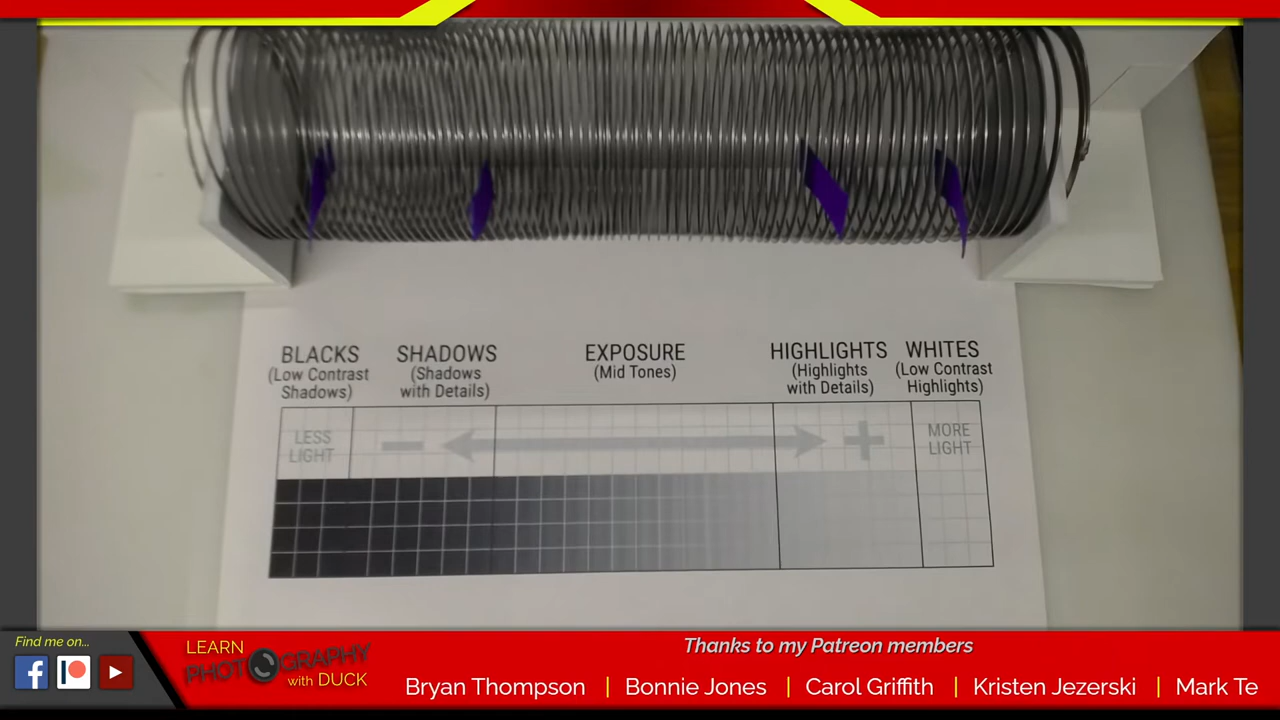 BLACKS
(Low Contrast
Shadows)
SHADOWS
(Shadows
with Details)
EXPOSURE
(Mid Tones)
HIGHLIGHTS
(Highlights
with Details)
WHITES
(Low Contrast
Highlights)
LESS
LIGHT
MORE
LIGHT
Find me on...
LEARN
PHOTOGRAPHY
with DUCK
Thanks to my Patreon members
Bryan Thompson | Bonnie Jones | Carol Griffith | Kristen Jezerski | Mark Te